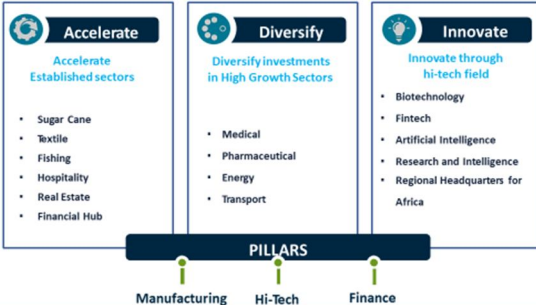 Accelerate
Accelerate
Established sectors
Sugar Cane
Textile
Fishing
Hospitality
Real Estate
Financial Hub
Diversify
Diversify investments
in High Growth Sectors
Medical
Pharmaceutical
Energy
Transport
Innovate
Innovate through
hi-tech field
Biotechnology
Fintech
Artificial Intelligence
Research and Intelligence
Regional Headquarters for
Africa
PILLARS
Manufacturing
Hi-Tech
Finance